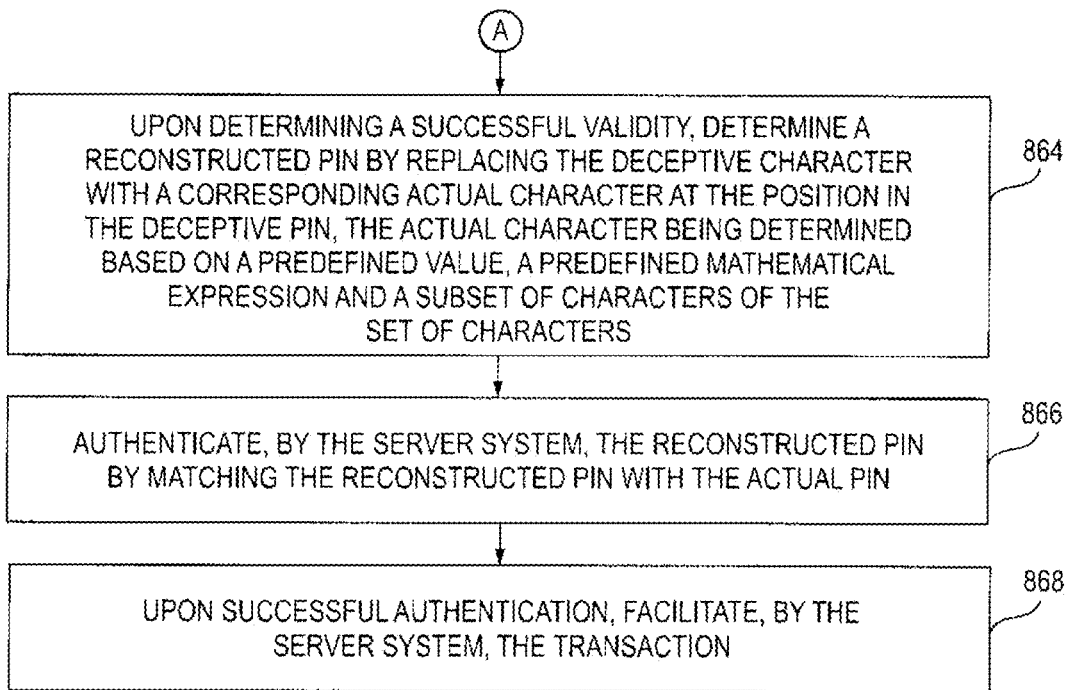 A
UPON DETERMINING A SUCCESSFUL VALIDITY, DETERMINE A
RECONSTRUCTED PIN BY REPLACING THE DECEPTIVE CHARACTER
WITH A CORRESPONDING ACTUAL CHARACTER AT THE POSITION IN
THE DECEPTIVE PIN, THE ACTUAL CHARACTER BEING DETERMINED
BASED ON A PREDEFINED VALUE, A PREDEFINED MATHEMATICAL
EXPRESSION AND A SUBSET OF CHARACTERS OF THE
SET OF CHARACTERS
864
AUTHENTICATE, BY THE SERVER SYSTEM, THE RECONSTRUCTED PIN
BY MATCHING THE RECONSTRUCTED PIN WITH THE ACTUAL PIN
866
UPON SUCCESSFUL AUTHENTICATION, FACILITATE, BY THE
SERVER SYSTEM, THE TRANSACTION
868